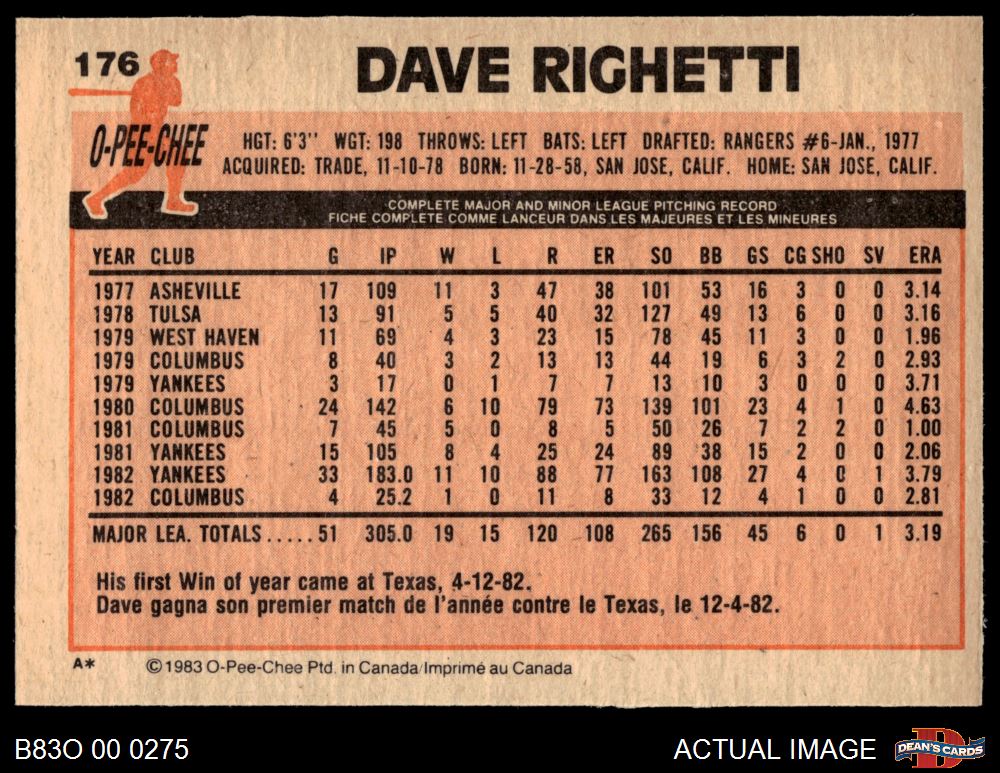 176
DAVE RIGHETTI
O-PEE-CHEE
HGT: 6'3'' WGT: 198 THROWS: LEFT BATS: LEFT DRAFTED: RANGERS #6-JAN., 1977
ACQUIRED: TRADE, 11-10-78 BORN: 11-28-58, SAN JOSE, CALIF. HOME: SAN JOSE, CALIF.
COMPLETE MAJOR AND MINOR LEAGUE PITCHING RECORD
FICHE COMPLETE COMME LANCEUR DANS LES MAJEURES ET LES MINEURES
YEAR CLUB G IP W L R ER SO BB GS CG SHO SV ERA
1977 ASHEVILLE 17 109 11 3 47 38 101 53 16 3 0 0 3.14
1978 TULSA 13 91 5 5 40 32 127 49 13 6 0 0 3.16
1979 WEST HAVEN 11 69 4 3 23 15 78 45 11 3 0 0 1.96
1979 COLUMBUS 8 40 3 2 13 13 44 19 6 3 2 0 2.93
1979 YANKEES 3 17 0 1 7 7 13 10 3 0 0 0 3.71
1980 COLUMBUS 24 142 6 10 79 73 139 101 23 4 1 0 4.63
1981 COLUMBUS 7 45 5 0 8 5 50 26 7 2 2 0 1.00
1981 YANKEES 15 105 8 4 25 24 89 38 15 2 0 0 2.06
1982 YANKEES 33 183.0 11 10 88 77 163 108 27 4 0 1 3.79
1982 COLUMBUS 4 25.2 1 0 11 8 33 12 4 1 0 0 2.81
MAJOR LEA. TOTALS.....51 305.0 19 15 120 108 265 156 45 6 0 1 3.19
His first Win of year came at Texas, 4-12-82.
Dave gagna son premier match de l'année contre le Texas, le 12-4-82.
A* © 1983 O-Pee-Chee Ptd. in Canada/Imprimé au Canada
B83O 00 0275 ACTUAL IMAGE DEAN'S CARDS